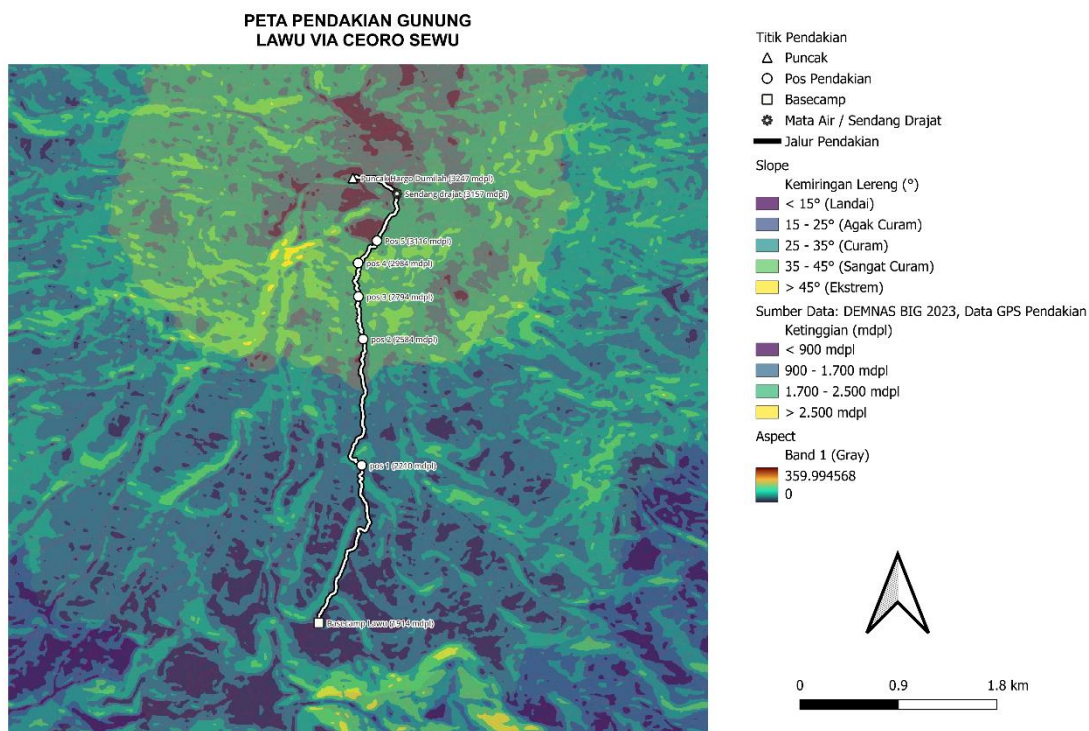 PETA PENDAKIAN GUNUNG
LAWU VIA CEORO SEWU
Puncak Hargo Dumilah (3247 mdpl)
Sendang drajat (3157 mdpl)
Pos 5 (3116 mdpl)
pos 4 (2984 mdpl)
pos 3 (2794 mdpl)
pos 2 (2584 mdpl)
pos 1 (2240 mdpl)
Basecamp Lawu mdpl)
Titik Pendakian
Puncak
Pos Pendakian
Basecamp
Mata Air / Sendang Drajat
Jalur Pendakian
Slope
Kemiringan Lereng (°)
< 15° (Landai)
15 - 25° (Agak Curam)
25 - 35° (Curam)
35 - 45° (Sangat Curam)
> 45° (Ekstrem)
Sumber Data: DEMNAS BIG 2023, Data GPS Pendakian
Ketinggian (mdpl)
< 900 mdpl
900 - 1.700 mdpl
1.700 - 2.500 mdpl
> 2.500 mdpl
Aspect
Band 1 (Gray)
359.994568
0
0 0.9 1.8 km